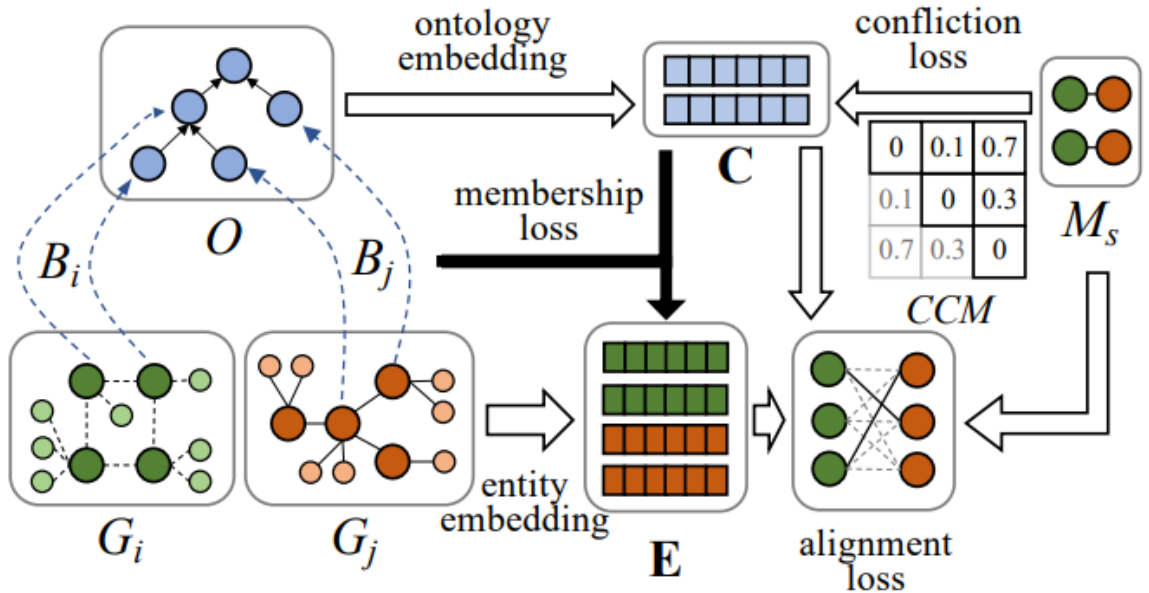 ontology
embedding
confliction
loss
O
C
0 0.1 0.7
0.1 0 0.3
0.7 0.3 0
M_s
CCM
membership
loss
B_i
B_j
G_i
G_j
entity
embedding
E
alignment
loss